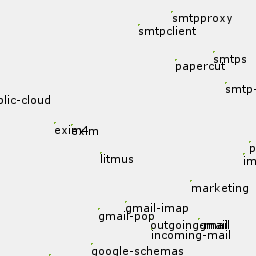 smtpproxy
smtpclient
smtps
papercut
smtp-
blic-cloud
exim4
exim
p
im
litmus
marketing
gmail-imap
gmail-pop
outgoing-mail
gmail
incoming-mail
google-schemas